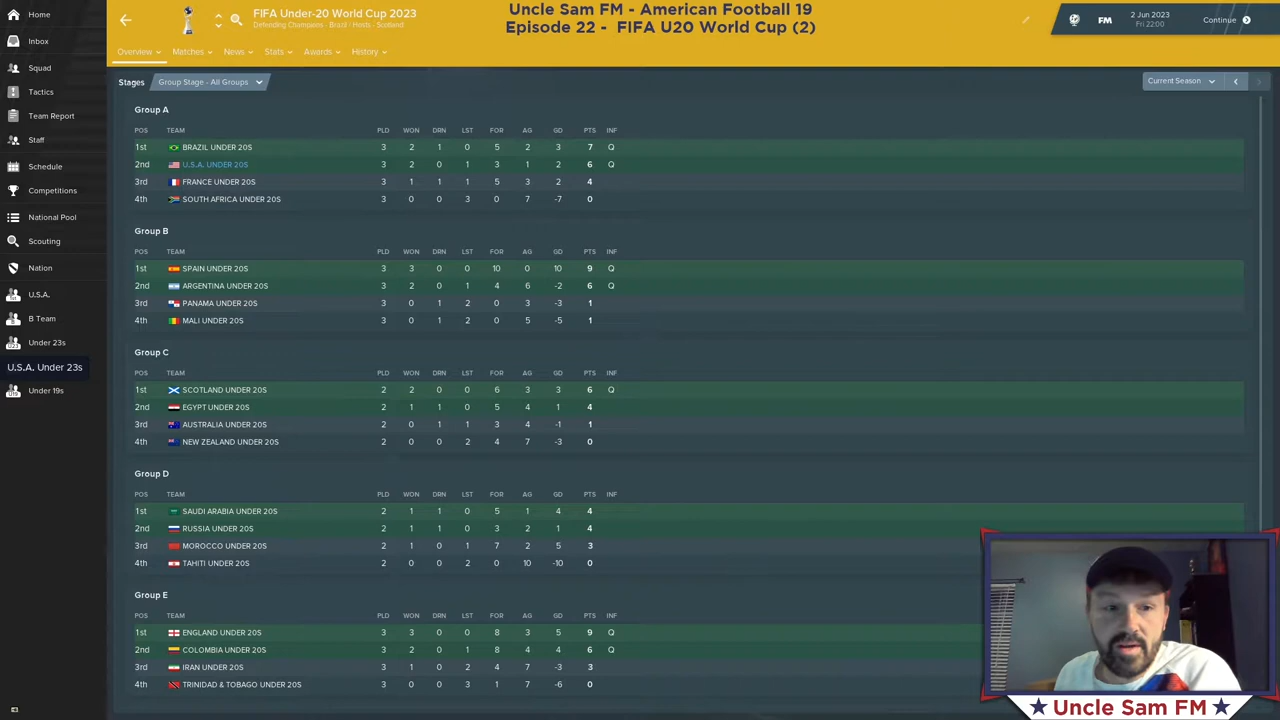 Home
Inbox
Squad
Tactics
Team Report
Staff
Schedule
Competitions
National Pool
Scouting
Nation
U.S.A.
B Team
Under 23s
U.S.A. Under 23s
Under 19s
FIFA Under-20 World Cup 2023
Defending Champions - Brazil / Hosts - Scotland
Uncle Sam FM - American Football 19
Episode 22 - FIFA U20 World Cup (2)
FM
2 Jun 2023
Fri 22:00
Continue
Overview Matches News Stats Awards History
Stages Group Stage - All Groups
Current Season
Group A
POS TEAM PLD WON DRN LST FOR AG GD PTS INF
1st BRAZIL UNDER 20S 3 2 1 0 5 2 3 7 Q
2nd U.S.A. UNDER 20S 3 2 0 1 3 1 2 6 Q
3rd FRANCE UNDER 20S 3 1 1 1 5 3 2 4
4th SOUTH AFRICA UNDER 20S 3 0 0 3 0 7 -7 0
Group B
POS TEAM PLD WON DRN LST FOR AG GD PTS INF
1st SPAIN UNDER 20S 3 3 0 0 10 0 10 9 Q
2nd ARGENTINA UNDER 20S 3 2 0 1 4 6 -2 6 Q
3rd PANAMA UNDER 20S 3 0 1 2 0 3 -3 1
4th MALI UNDER 20S 3 0 1 2 0 5 -5 1
Group C
POS TEAM PLD WON DRN LST FOR AG GD PTS INF
1st SCOTLAND UNDER 20S 2 2 0 0 6 3 3 6 Q
2nd EGYPT UNDER 20S 2 1 1 0 5 4 1 4
3rd AUSTRALIA UNDER 20S 2 0 1 1 3 4 -1 1
4th NEW ZEALAND UNDER 20S 2 0 0 2 4 7 -3 0
Group D
POS TEAM PLD WON DRN LST FOR AG GD PTS INF
1st SAUDI ARABIA UNDER 20S 2 1 1 0 5 1 4 4
2nd RUSSIA UNDER 20S 2 1 1 0 3 2 1 4
3rd MOROCCO UNDER 20S 2 1 0 1 7 2 5 3
4th TAHITI UNDER 20S 2 0 0 2 0 10 -10 0
Group E
POS TEAM PLD WON DRN LST FOR AG GD PTS INF
1st ENGLAND UNDER 20S 3 3 0 0 8 3 5 9 Q
2nd COLOMBIA UNDER 20S 3 2 0 1 8 4 4 6 Q
3rd IRAN UNDER 20S 3 1 0 2 4 7 -3 3
4th TRINIDAD & TOBAGO UNDER 3 0 0 3 1 7 -6 0
Uncle Sam FM